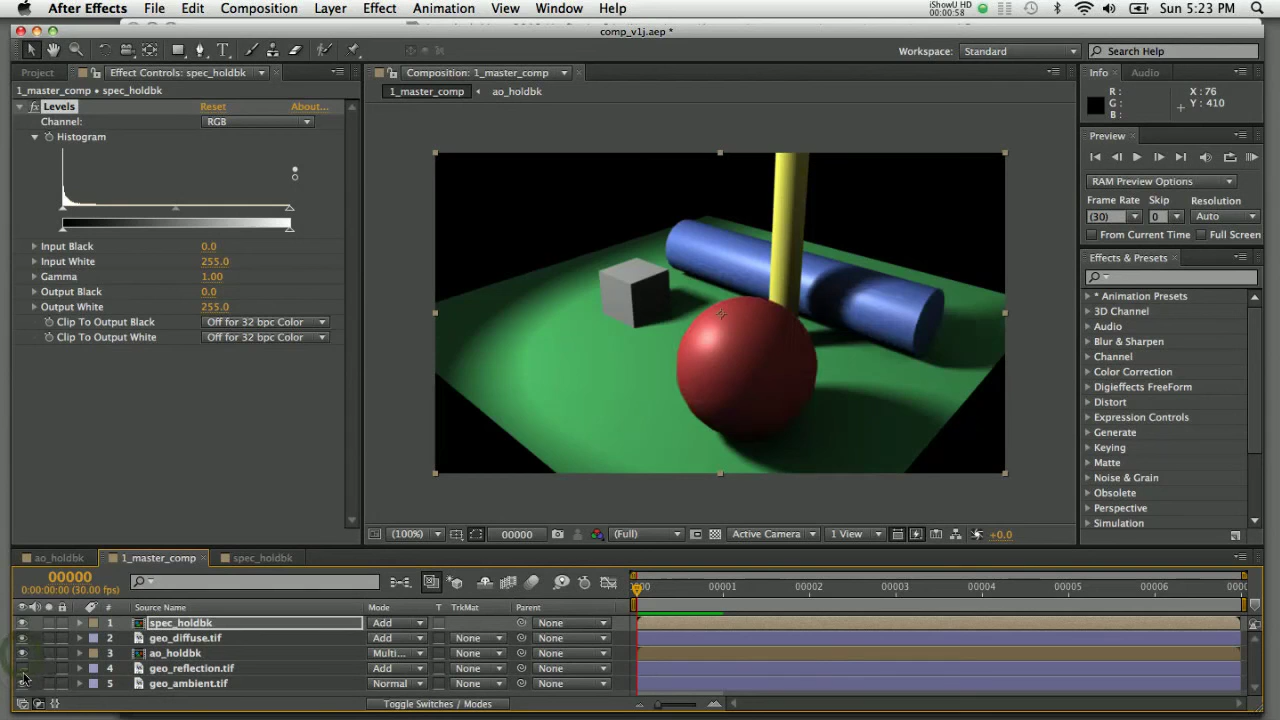 After Effects File Edit Composition Layer Effect Animation View Window Help iShowU HD 00:00:58 Sun 5:23 PM
comp_v1j.aep *
Workspace: Standard Search Help
Project Effect Controls: spec_holdbk Composition: 1_master_comp Info Audio
1_master_comp • spec_holdbk 1_master_comp ao_holdbk R : X : 76
G : Y : 410
B :
fx Levels Reset About...
Channel: RGB
Histogram
Preview
RAM Preview Options
Frame Rate Skip Resolution
(30) 0 Auto
From Current Time Full Screen
Input Black 0.0
Input White 255.0
Gamma 1.00
Output Black 0.0
Output White 255.0
Clip To Output Black Off for 32 bpc Color
Clip To Output White Off for 32 bpc Color
Effects & Presets
* Animation Presets
3D Channel
Audio
Blur & Sharpen
Channel
Color Correction
Digieffects FreeForm
Distort
Expression Controls
Generate
Keying
Matte
Noise & Grain
Obsolete
Perspective
Simulation
(100%) 00000 (Full) Active Camera 1 View +0.0
ao_holdbk 1_master_comp spec_holdbk
00000
0:00:00:00 (30.00 fps)
00001 00002 00003 00004 00005 00006
# Source Name Mode T TrkMat Parent
1 spec_holdbk Add None
2 geo_diffuse.tif Add None None
3 ao_holdbk Multi... None None
4 geo_reflection.tif Add None None
5 geo_ambient.tif Normal None None
Toggle Switches / Modes